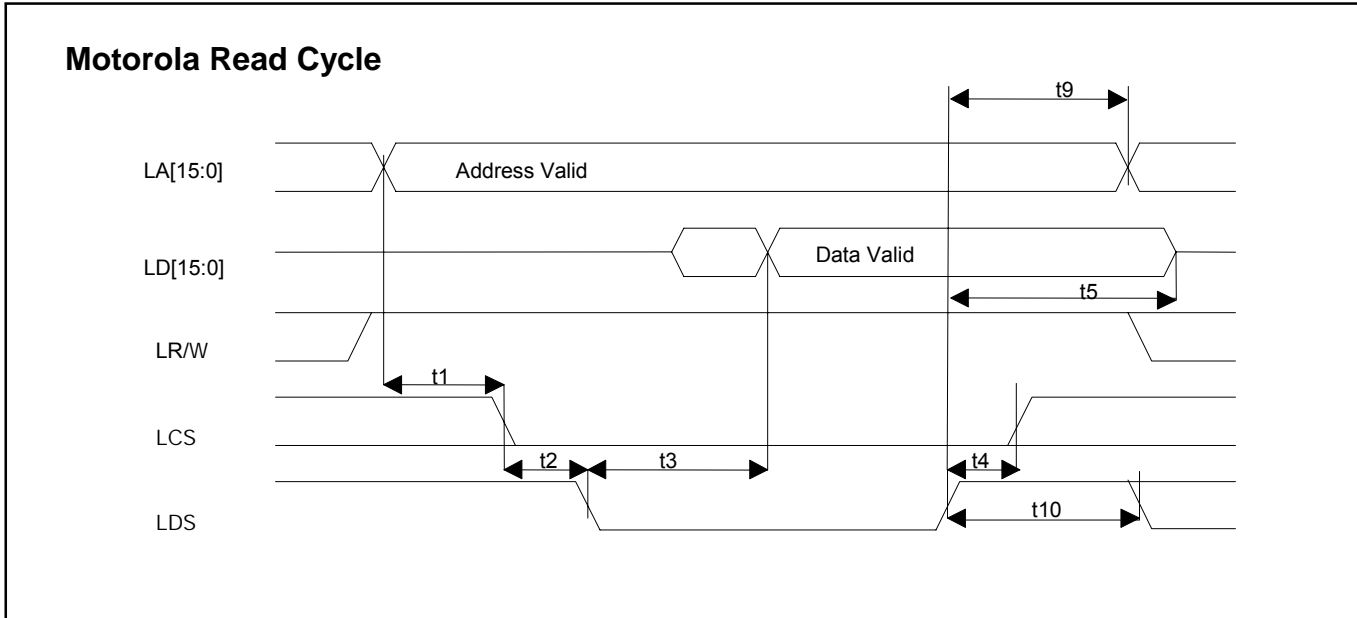 Motorola Read Cycle
t9
LA[15:0]
Address Valid
LD[15:0]
Data Valid
t5
LR/W
t1
LCS
t2
t3
t4
LDS
t10